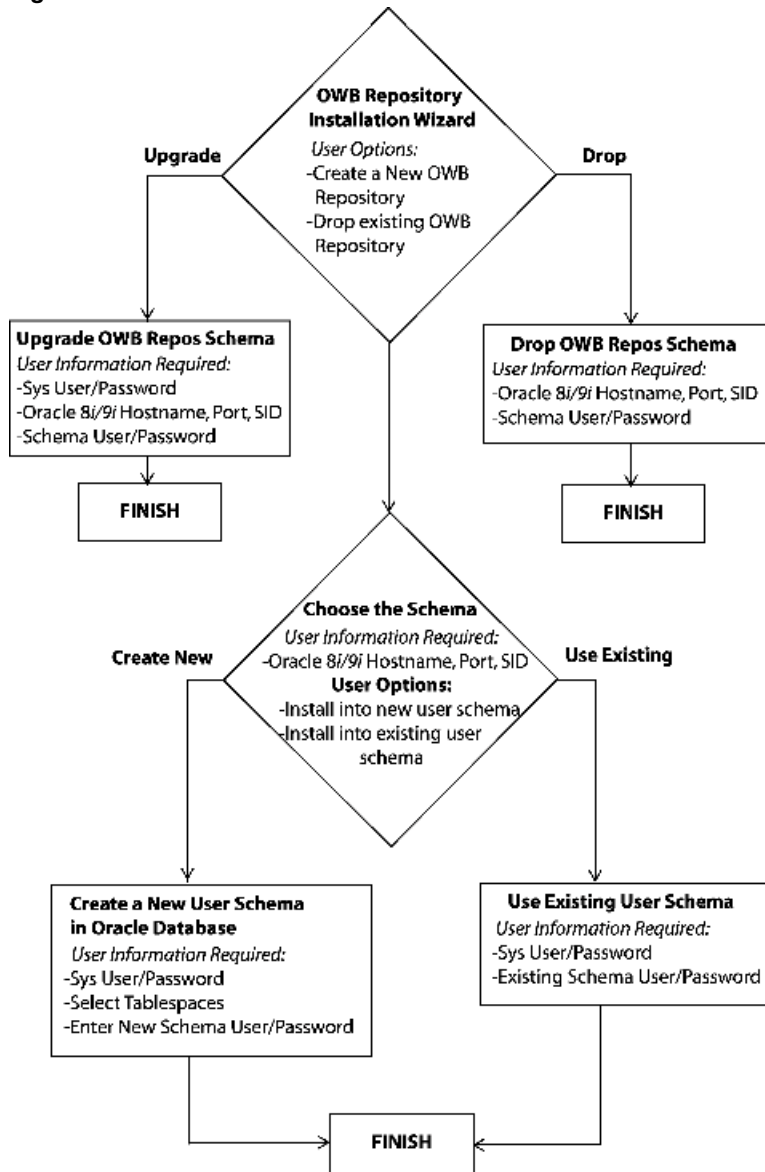 OWB Repository
Installation Wizard
User Options:
-Create a New OWB
Repository
-Drop existing OWB
Repository
Upgrade
Drop
Upgrade OWB Repos Schema
User Information Required:
-Sys User/Password
-Oracle 8i/9i Hostname, Port, SID
-Schema User/Password
FINISH
Drop OWB Repos Schema
User Information Required:
-Oracle 8i/9i Hostname, Port, SID
-Schema User/Password
FINISH
Choose the Schema
User Information Required:
-Oracle 8i/9i Hostname, Port, SID
User Options:
-Install into new user schema
-Install into existing user
schema
Create New
Use Existing
Create a New User Schema
in Oracle Database
User Information Required:
-Sys User/Password
-Select Tablespaces
-Enter New Schema User/Password
Use Existing User Schema
User Information Required:
-Sys User/Password
-Existing Schema User/Password
FINISH